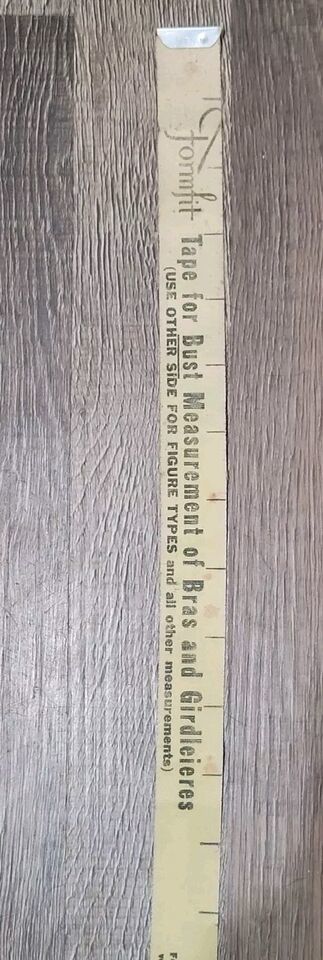 Formfit
Tape for Bust Measurement of Bras and Girdleieres
(USE OTHER SIDE FOR FIGURE TYPES and all other measurements)